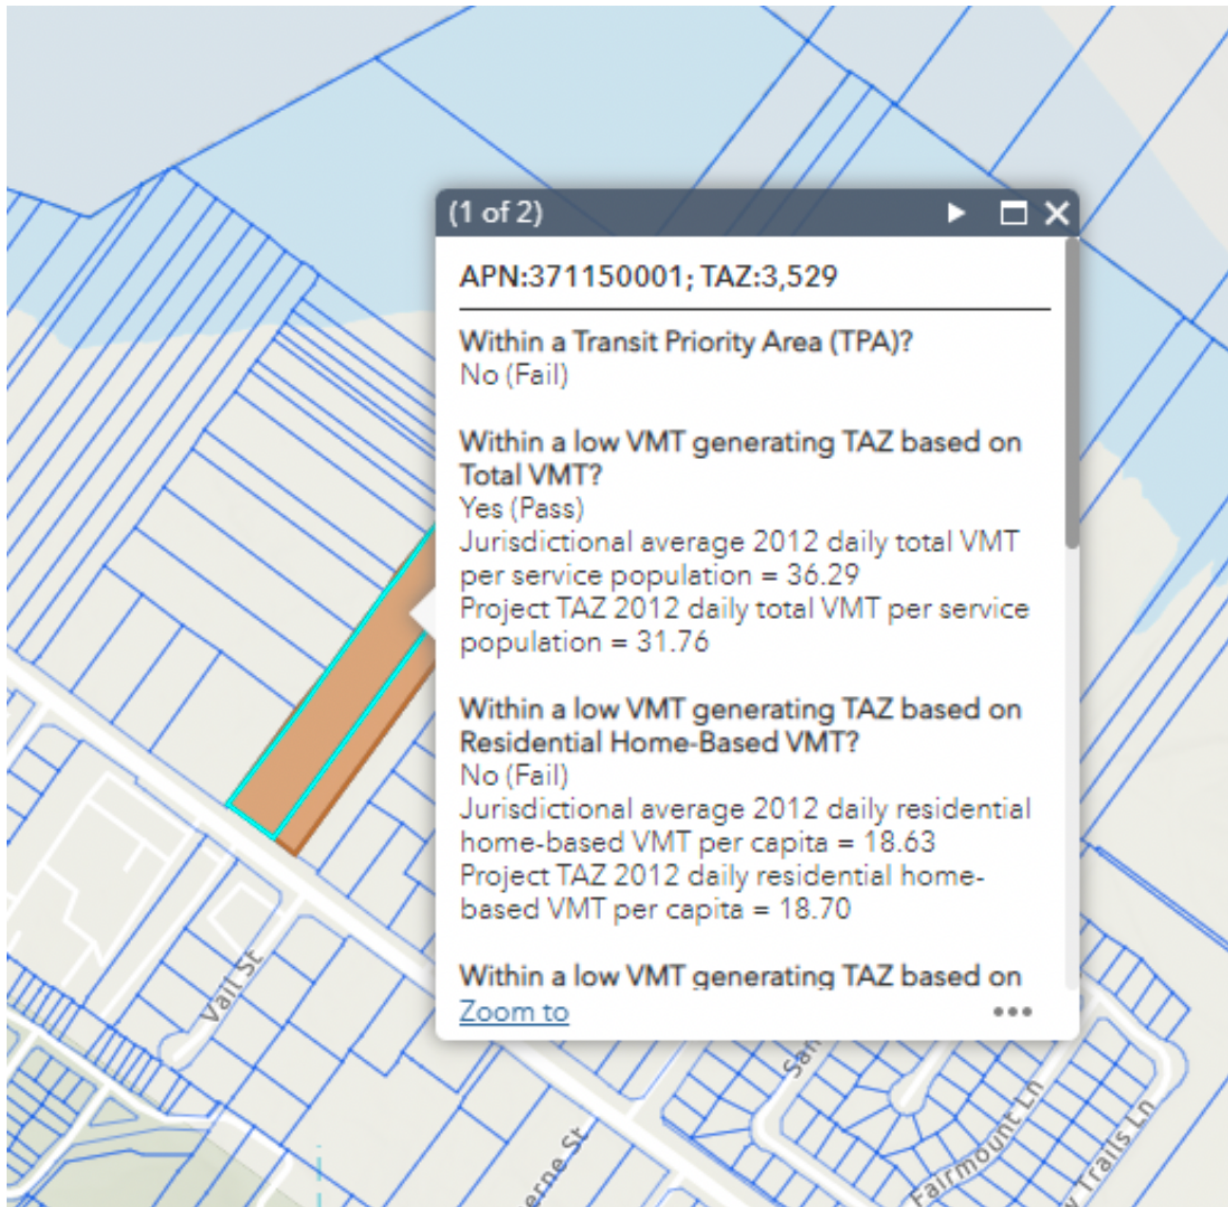 (1 of 2)
APN:371150001; TAZ:3,529
Within a Transit Priority Area (TPA)?
No (Fail)
Within a low VMT generating TAZ based on
Total VMT?
Yes (Pass)
Jurisdictional average 2012 daily total VMT
per service population = 36.29
Project TAZ 2012 daily total VMT per service
population = 31.76
Within a low VMT generating TAZ based on
Residential Home-Based VMT?
No (Fail)
Jurisdictional average 2012 daily residential
home-based VMT per capita = 18.63
Project TAZ 2012 daily residential home-
based VMT per capita = 18.70
Within a low VMT generating TAZ based on
Zoom to
Vail St
San
erne St
Fairmount Ln
Trails Ln